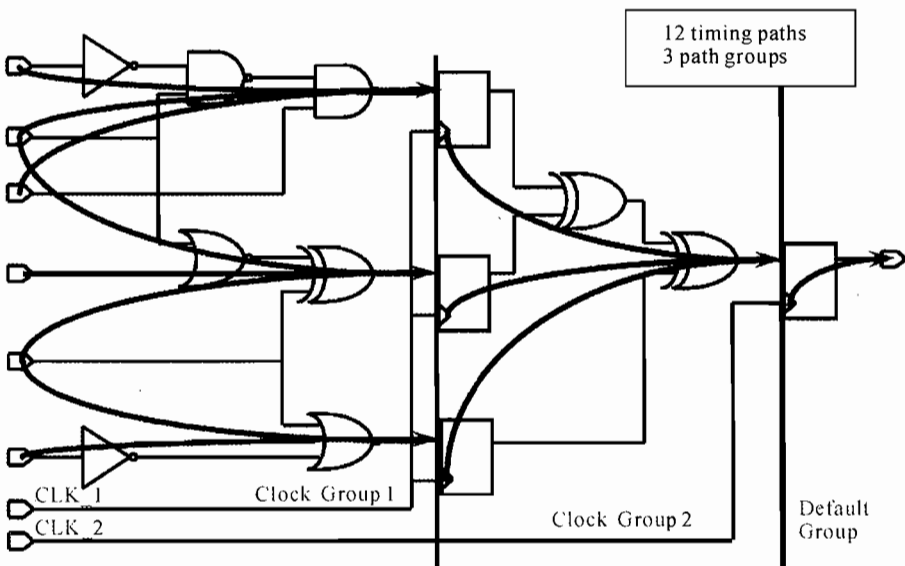 12 timing paths
3 path groups
CLK_1
Clock Group 1
CLK_2
Clock Group 2
Default
Group